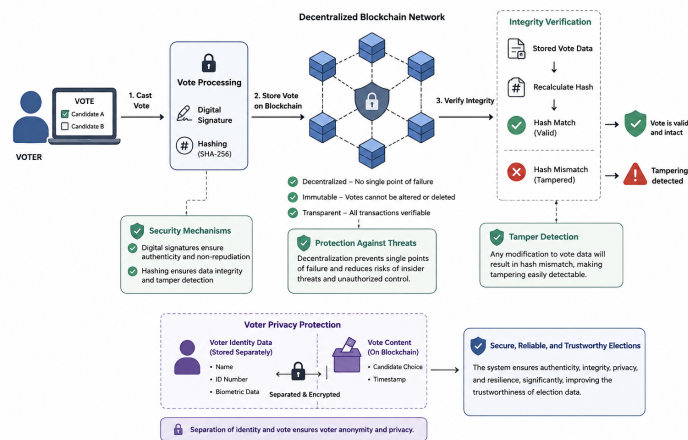 Decentralized Blockchain Network
Integrity Verification
VOTE
Candidate A
Candidate B
VOTER
1. Cast
Vote
Vote Processing
Digital
Signature
Hashing
(SHA-256)
2. Store Vote
on Blockchain
3. Verify Integrity
Stored Vote Data
Recalculate Hash
Hash Match
(Valid)
Vote is valid
and intact
Hash Mismatch
(Tampered)
Tampering
detected
Decentralized – No single point of failure
Immutable – Votes cannot be altered or deleted
Transparent – All transactions verifiable
Security Mechanisms
Digital signatures ensure
authenticity and non-repudiation
Hashing ensures data integrity
and tamper detection
Protection Against Threats
Decentralization prevents single points
of failure and reduces risks of insider
threats and unauthorized control.
Tamper Detection
Any modification to vote data will
result in hash mismatch, making
tampering easily detectable.
Voter Privacy Protection
Voter Identity Data
(Stored Separately)
• Name
• ID Number
• Biometric Data
Separated & Encrypted
Vote Content
(On Blockchain)
• Candidate Choice
• Timestamp
Separation of identity and vote ensures voter anonymity and privacy.
Secure, Reliable, and Trustworthy Elections
The system ensures authenticity, integrity, privacy,
and resilience, significantly, improving the
trustworthiness of election data.